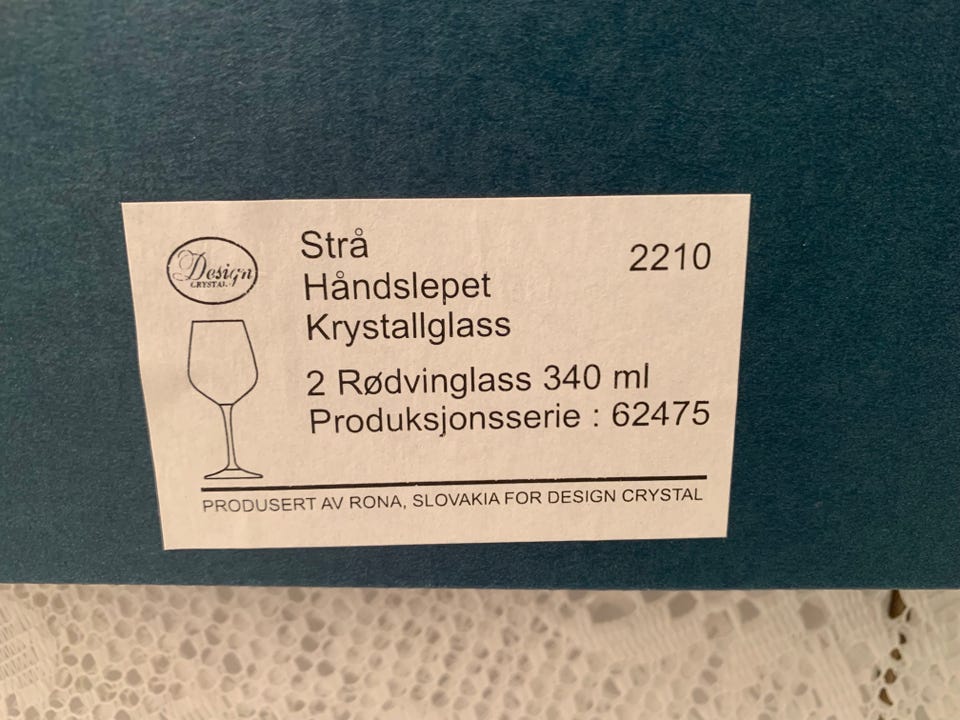 Design
CRYSTAL
Strå
2210
Håndslepet
Krystallglass
2 Rødvinglass 340 ml
Produksjonsserie : 62475
PRODUSERT AV RONA, SLOVAKIA FOR DESIGN CRYSTAL